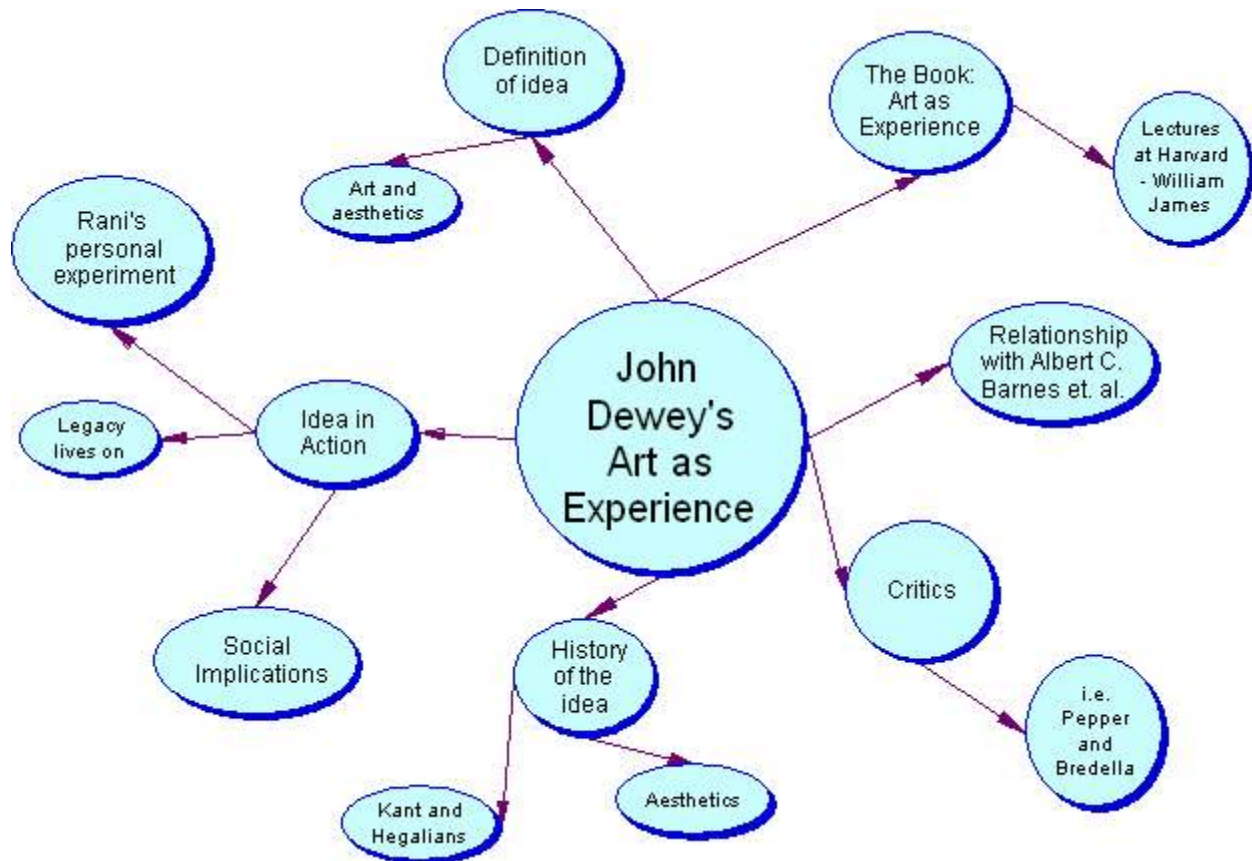 Definition
of idea
The Book:
Art as
Experience
Lectures
at Harvard
- William
James
Art and
aesthetics
Rani's
personal
experiment
John
Dewey's
Art as
Experience
Relationship
with Albert C.
Barnes et. al.
Legacy
lives on
Idea in
Action
Critics
Social
Implications
History
of the
idea
i.e.
Pepper
and
Bredella
Kant and
Hegalians
Aesthetics